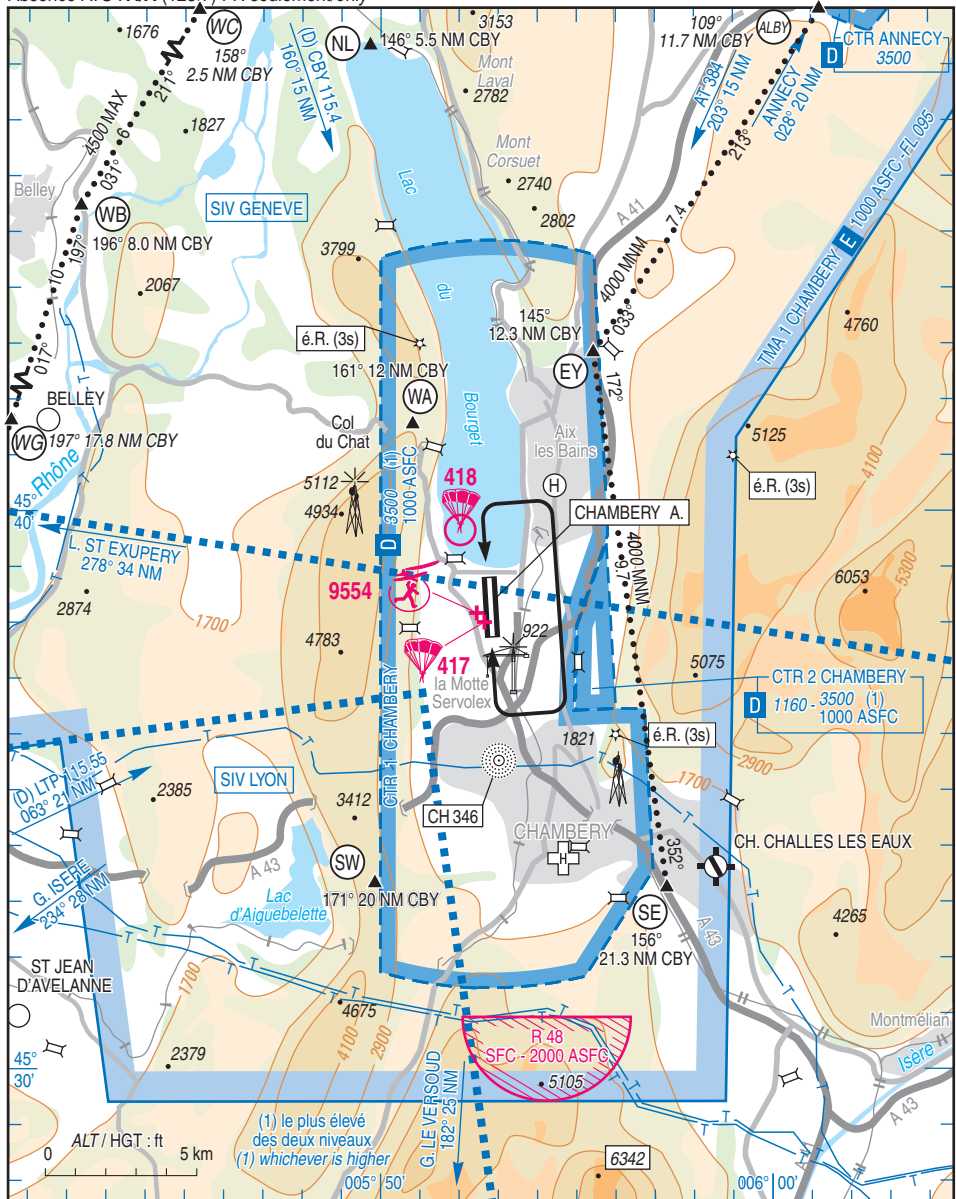 1676
WC
158°
2.5 NM CBY
211°
(D) CBY 115.4
160° 15 NM
NL
146° 5.5 NM CBY
3153
Mont
Laval
2782
109°
11.7 NM CBY
ALBY
D
CTR ANNECY
3500
AT 384
203° 15 NM
ANNECY
028° 20 NM
4500 MAX
6
031°
1827
Belley
WB
196° 8.0 NM CBY
197°
10
017°
SIV GENEVE
2067
3799
Lac
du
Bourget
Mont
Corsuet
2740
2802
A 41
213°
7.4
4000 MNM
033°
TMA 1 CHAMBERY E 1000 ASFC -FL 095
4760
145°
12.3 NM CBY
EY
172°
é.R. (3s)
161° 12 NM CBY
WA
BELLEY
WG
197° 17.8 NM CBY
Rhône
Col
du Chat
5112
4934
3500 (1)
1000 ASFC
D
Aix
les Bains
5125
4100
é.R. (3s)
418
H
CHAMBERY A.
45°
40'
L. ST EXUPERY
278° 34 NM
2874
1700
9554
4783
417
la Motte
Servolex
922
4000 MNM
9.7
6053
5300
5075
CTR 2 CHAMBERY
D
1160 - 3500 (1)
1000 ASFC
CTR 1 CHAMBERY
(D) LTP 115.55
063° 21 NM
SIV LYON
2385
3412
1821
é.R. (3s)
1700
2900
CH 346
CHAMBERY
H
CH. CHALLES LES EAUX
352°
A 43
G. ISERE
234° 28 NM
SW
171° 20 NM CBY
Lac
d'Aiguebelette
SE
156°
21.3 NM CBY
A 43
4265
ST JEAN
D'AVELANNE
1700
4675
4100
2900
2379
R 48
SFC - 2000 ASFC
5105
Montmélian
Isère
A 43
A 41
45°
30'
G. LE VERSOUD
182° 25 NM
(1) le plus élevé
des deux niveaux
(1) whichever is higher
ALT / HGT : ft
0 5 km
005° 50'
6342
006° 00'